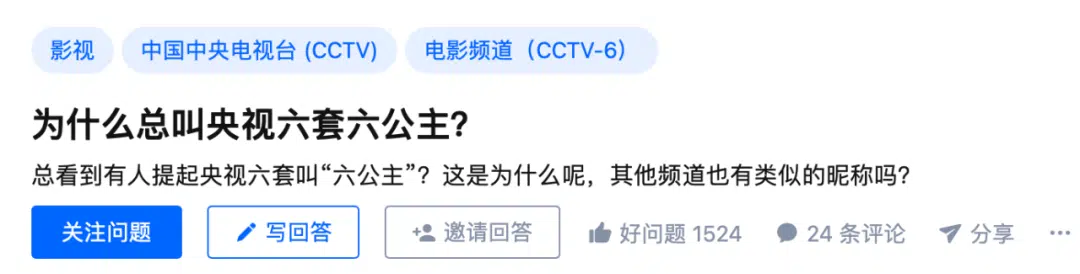 影视 中国中央电视台 (CCTV) 电影频道（CCTV-6）
为什么总叫央视六套六公主？
总看到有人提起央视六套叫“六公主”？这是为什么呢，其他频道也有类似的昵称吗？
关注问题 写回答 邀请回答 好问题 1524 24 条评论 分享 ···